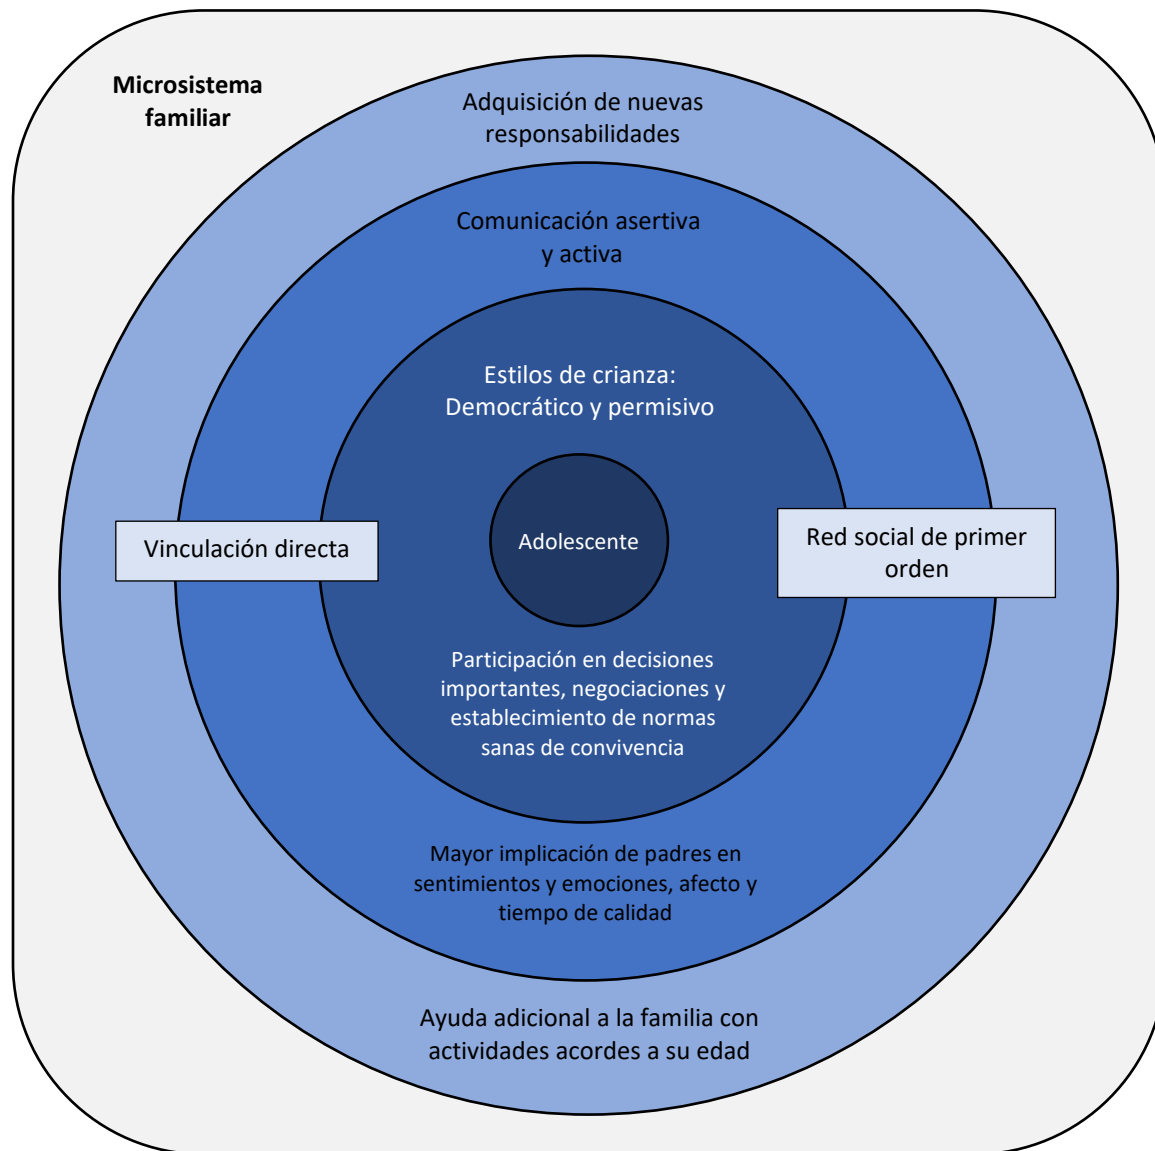 Microsistema
familiar
Adquisición de nuevas
responsabilidades
Comunicación asertiva
y activa
Estilos de crianza:
Democrático y permisivo
Vinculación directa
Adolescente
Red social de primer
orden
Participación en decisiones
importantes, negociaciones y
establecimiento de normas
sanas de convivencia
Mayor implicación de padres en
sentimientos y emociones, afecto y
tiempo de calidad
Ayuda adicional a la familia con
actividades acordes a su edad